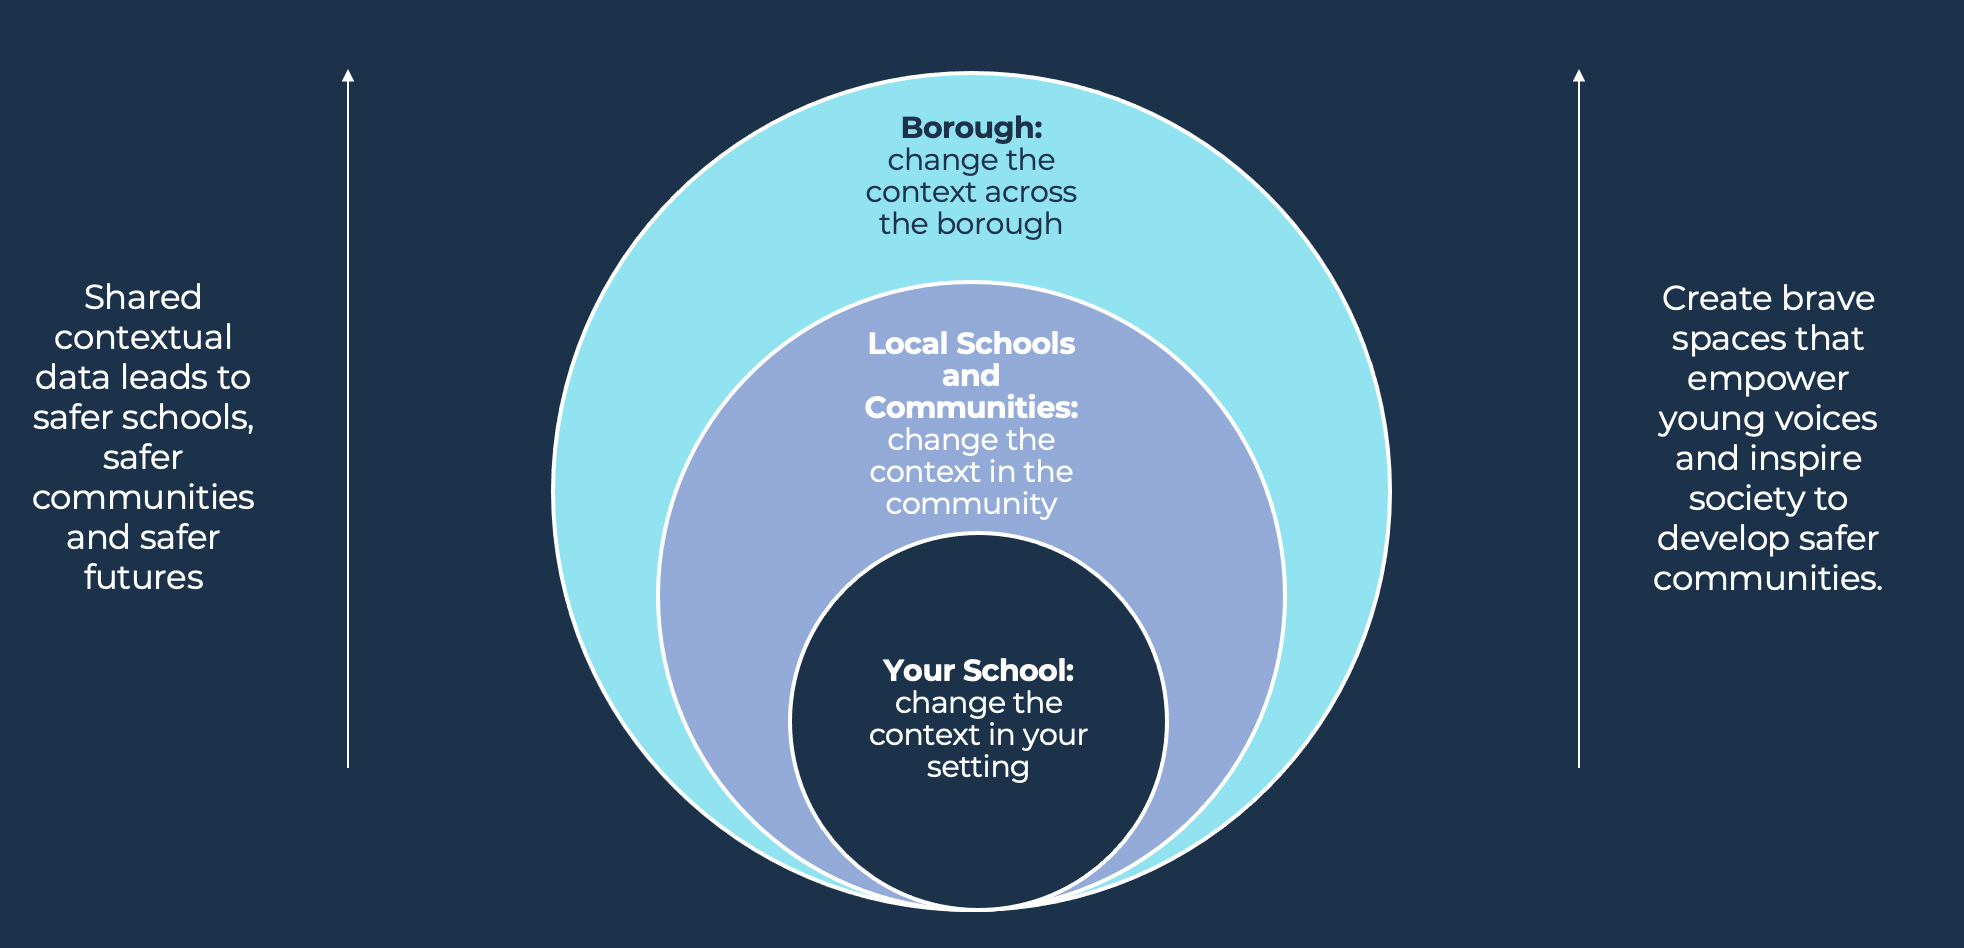 Shared
contextual
data leads to
safer schools,
safer
communities
and safer
futures
Borough:
change the
context across
the borough
Local Schools
and
Communities:
change the
context in the
community
Your School:
change the
context in your
setting
Create brave
spaces that
empower
young voices
and inspire
society to
develop safer
communities.